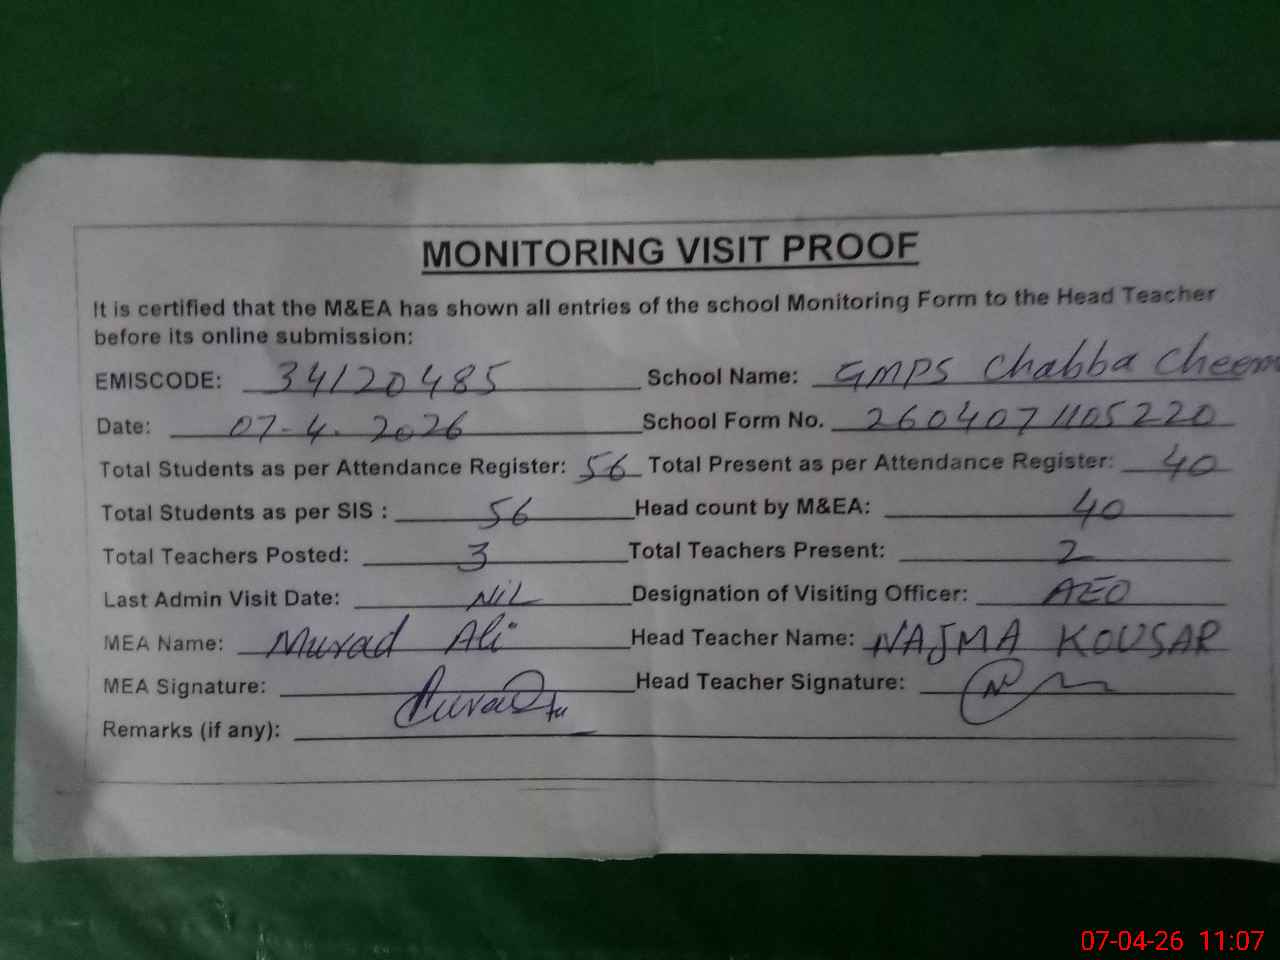 MONITORING VISIT PROOF
It is certified that the M&EA has shown all entries of the school Monitoring Form to the Head Teacher
before its online submission:
EMISCODE: 34120485 School Name: GMPS Chabba Cheema
Date: 07-4-2026 School Form No. 2604071105220
Total Students as per Attendance Register: 56 Total Present as per Attendance Register: 40
Total Students as per SIS : 56 Head count by M&EA: 40
Total Teachers Posted: 3 Total Teachers Present: 2
Last Admin Visit Date: NIL Designation of Visiting Officer: AEO
MEA Name: Murad Ali Head Teacher Name: NAJMA KOUSAR
MEA Signature: Head Teacher Signature:
Remarks (if any):
07-04-26 11:07